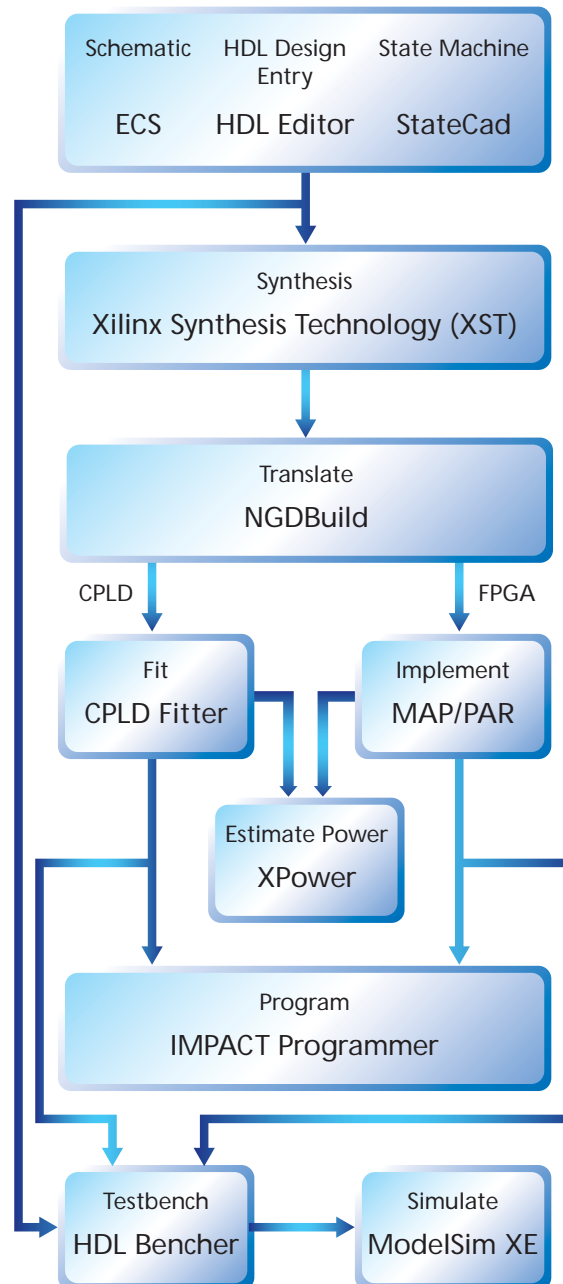 Schematic
HDL Design
Entry
State Machine
ECS
HDL Editor
StateCad
Synthesis
Xilinx Synthesis Technology (XST)
Translate
NGDBuild
CPLD
FPGA
Fit
CPLD Fitter
Implement
MAP/PAR
Estimate Power
XPower
Program
IMPACT Programmer
Testbench
HDL Bencher
Simulate
ModelSim XE